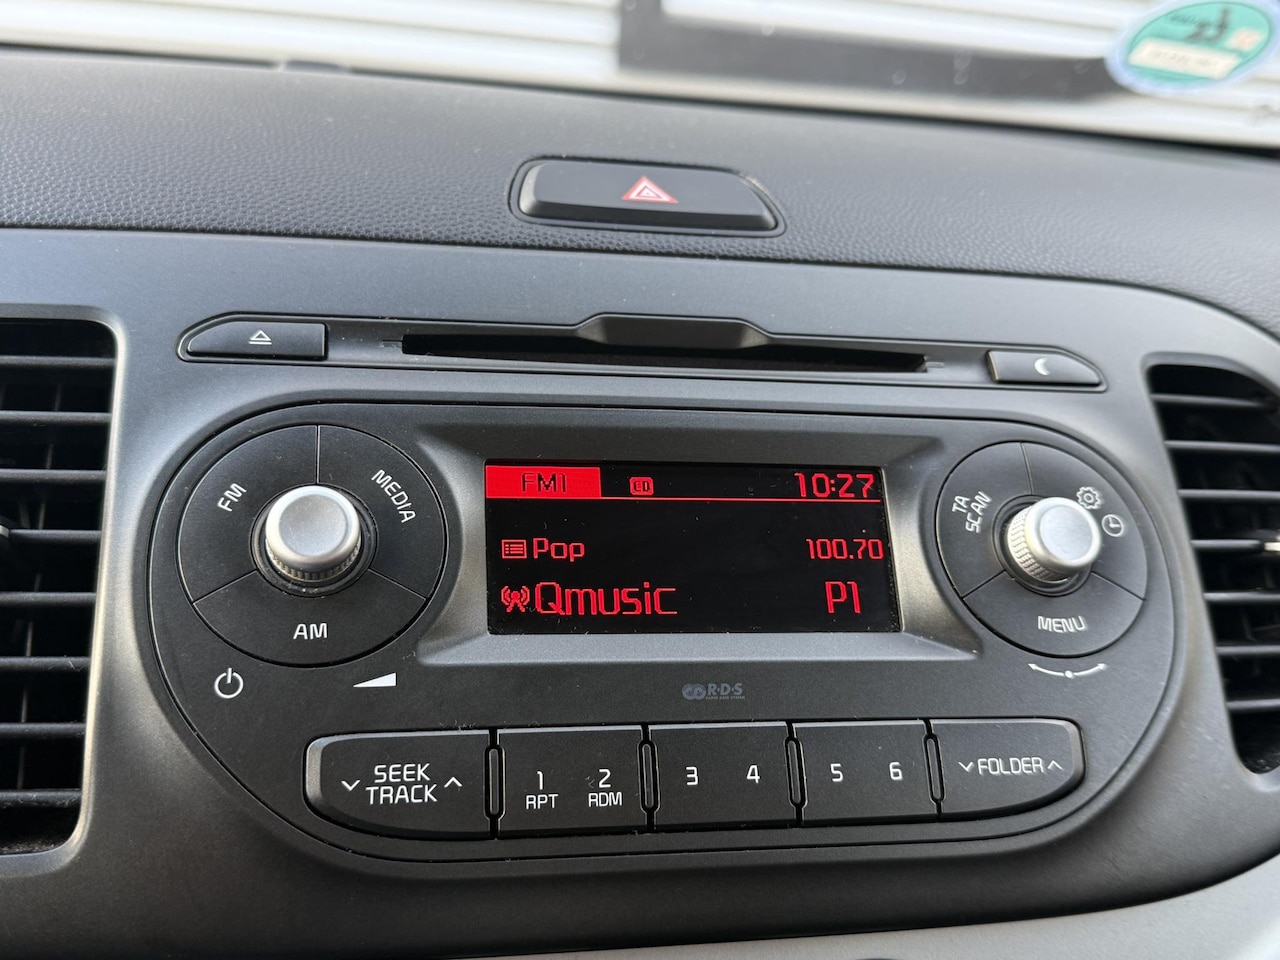 FM1 CD 10:27
Pop 100.70
Qmusic P1
FM MEDIA
AM
TA
SCAN
MENU
R·D·S
SEEK
TRACK
1
RPT
2
RDM
3 4
5 6
FOLDER